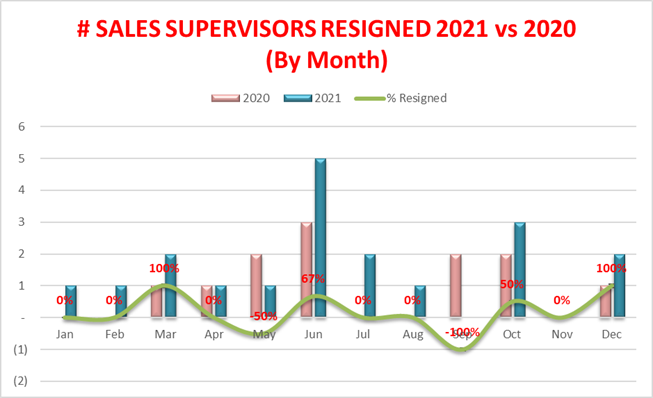 # SALES SUPERVISORS RESIGNED 2021 vs 2020
(By Month)
2020 2021 % Resigned
6
5
4
3
2
1
-
(1)
(2)
0% 0% 100% 0% -50% 67% 0% 0% -100% 50% 0% 100%
Jan Feb Mar Apr May Jun Jul Aug Sep Oct Nov Dec